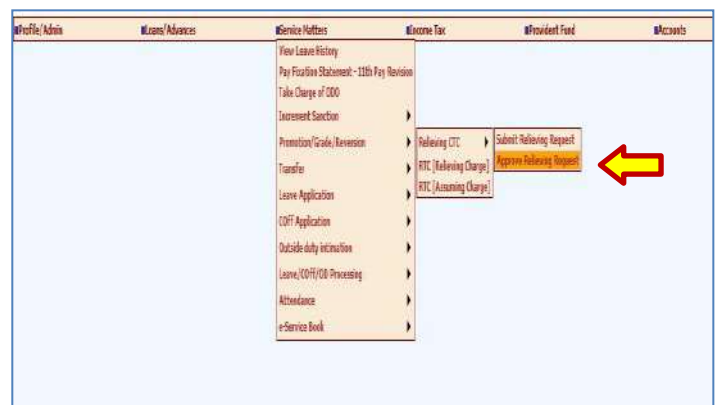 Profile/Admin Loans/Advances Service Matters Income Tax Provident Fund Accounts
View Leave History
Pay Fixation Statement - 11th Pay Revision
Take Charge of DDO
Increment Sanction
Promotion/Grade/Reversion
Transfer
Leave Application
COff Application
Outside duty intimation
Leave/COff/OD Processing
Attendance
e-Service Book
Relieving CTC
RTC [Relieving Charge]
RTC [Assuming Charge]
Submit Relieving Request
Approve Relieving Request